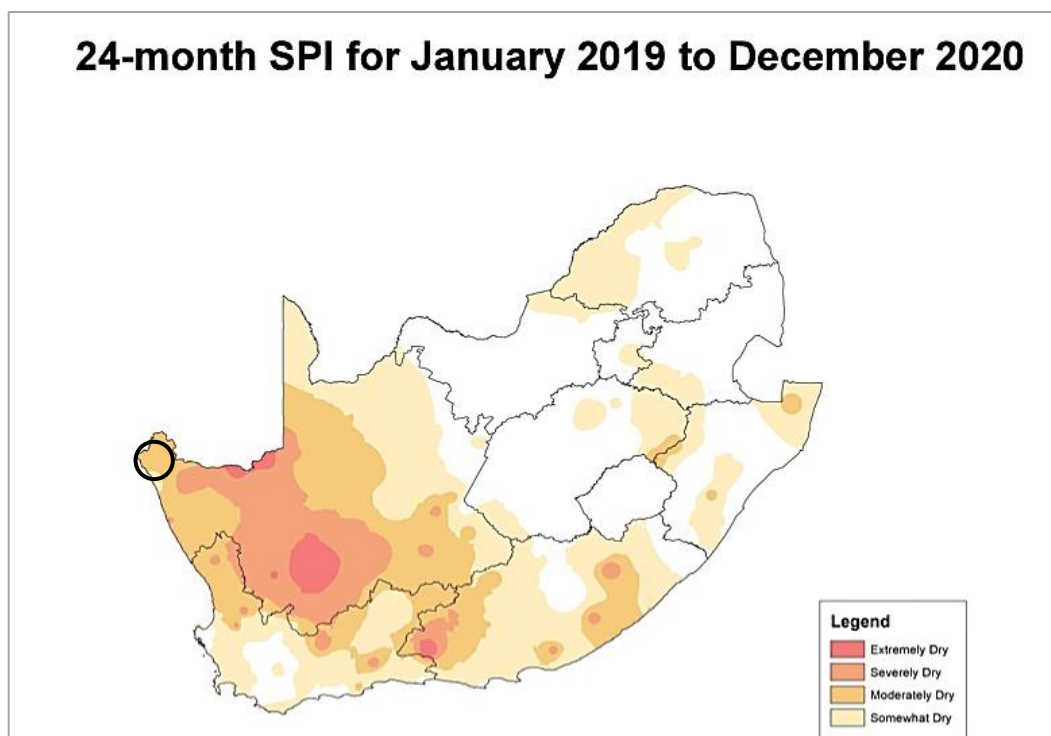 24-month SPI for January 2019 to December 2020
Legend
Extremely Dry
Severely Dry
Moderately Dry
Somewhat Dry